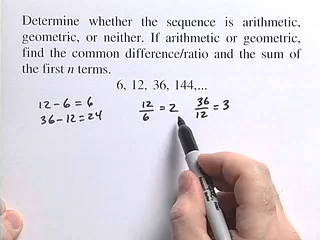 Determine whether the sequence is arithmetic,
geometric, or neither. If arithmetic or geometric,
find the common difference/ratio and the sum of
the first n terms.
6, 12, 36, 144,...
12 - 6 = 6
36 - 12 = 24
12/6 = 2
36/12 = 3